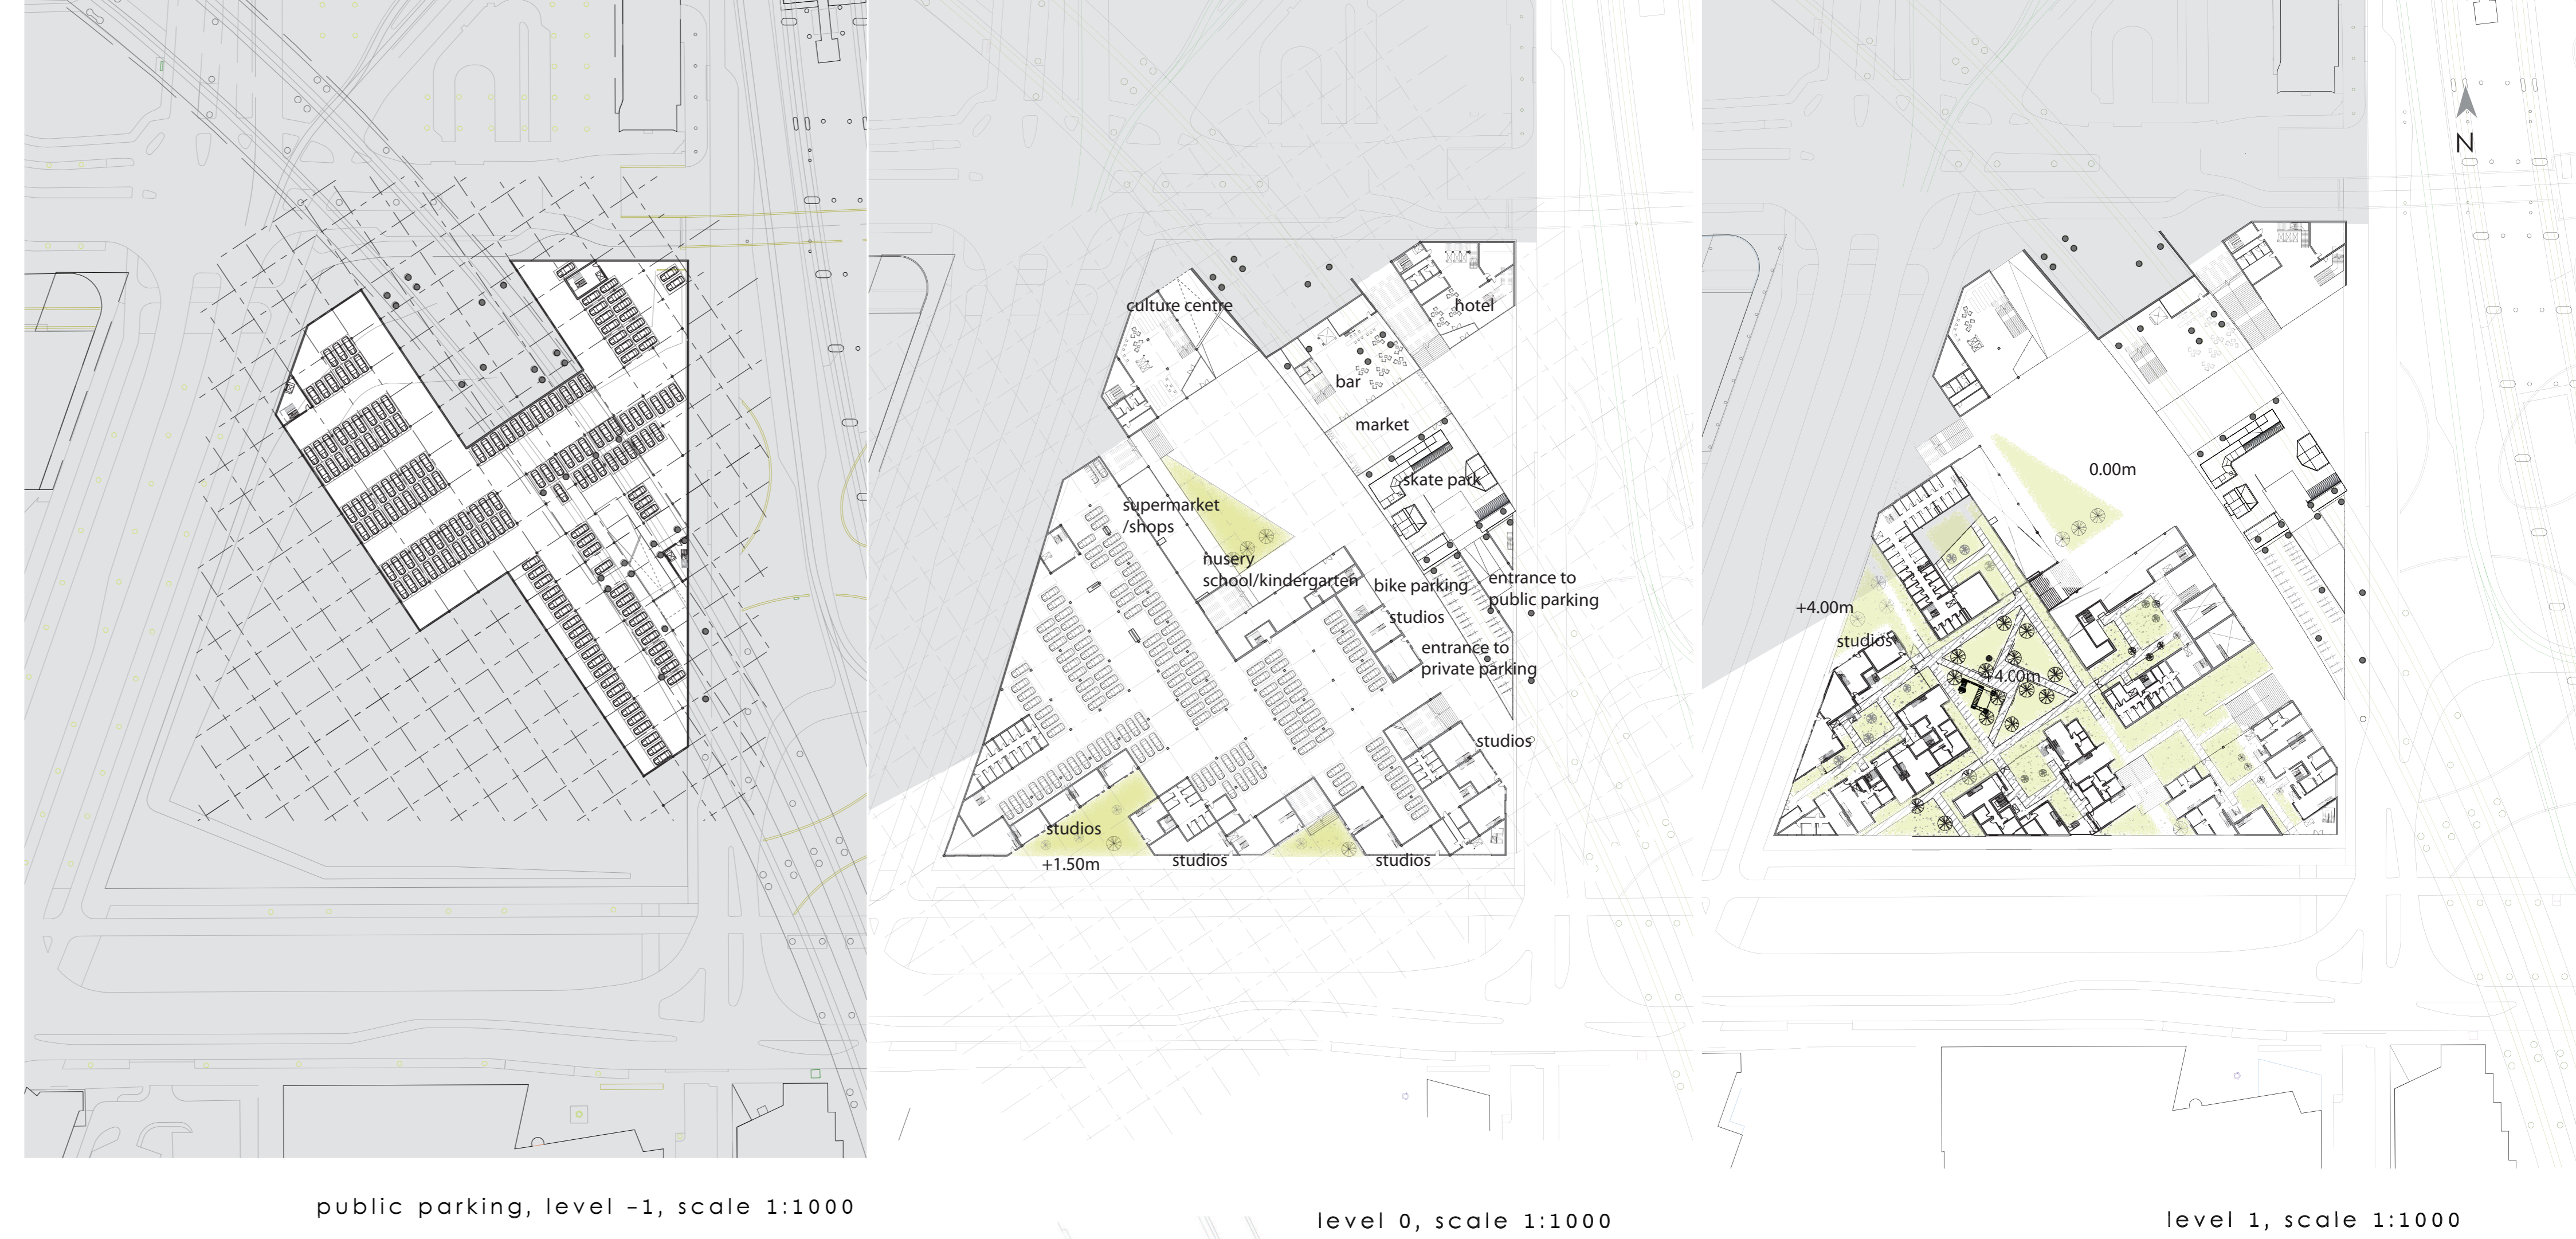 N
culture centre
hotel
bar
market
skate park
supermarket
/shops
nusery
school/kindergarten
bike parking
entrance to
public parking
studios
entrance to
private parking
studios
studios
+1.50m
studios
studios
0.00m
+4.00m
studios
+4.00m
public parking, level -1, scale 1:1000
level 0, scale 1:1000
level 1, scale 1:1000